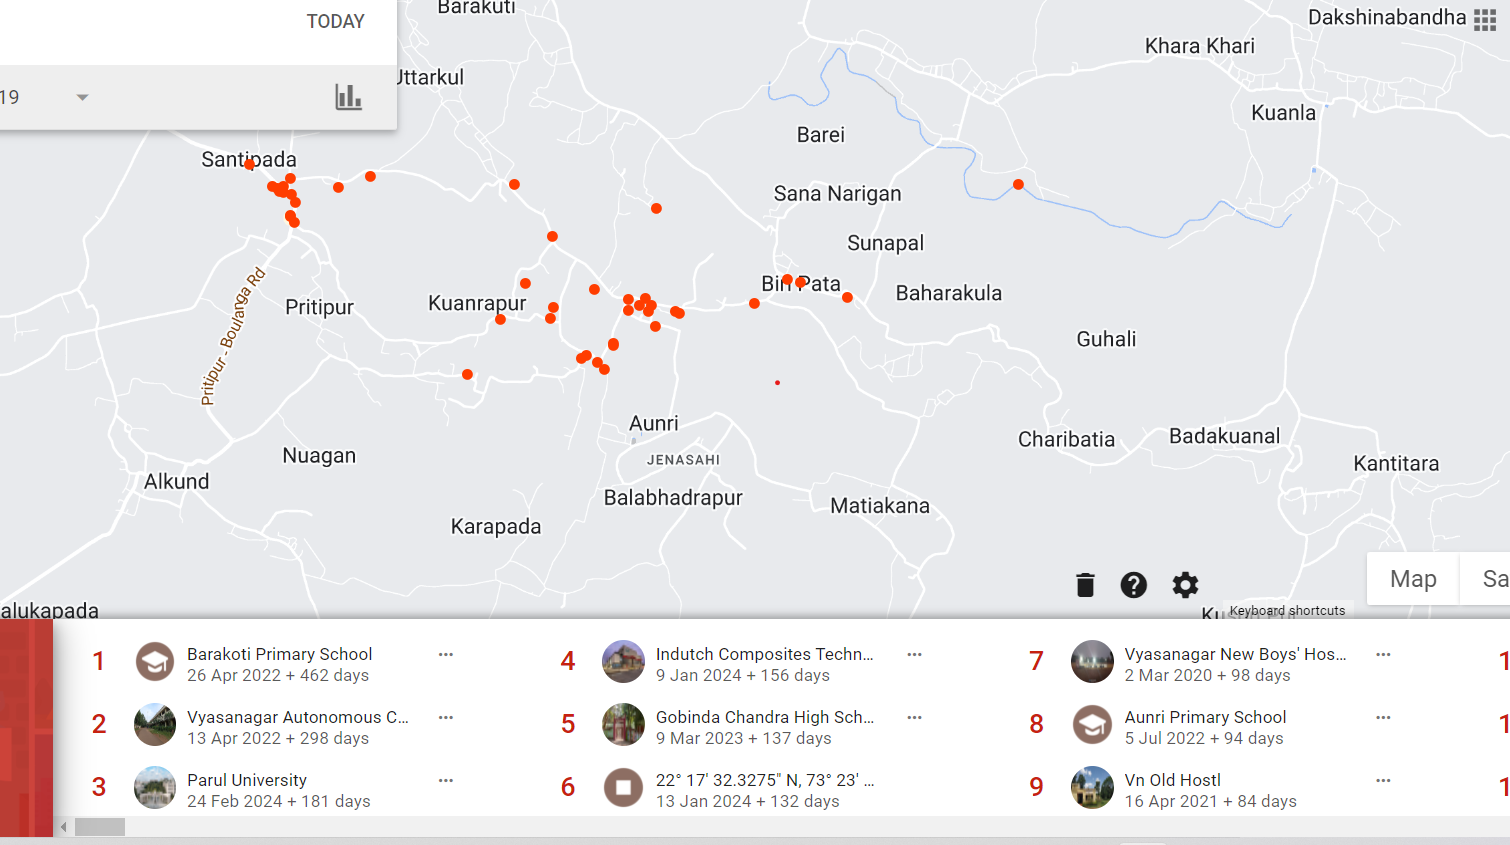 TODAY
19
Barakuti
Uttarkul
Dakshinabandha
Khara Khari
Kuanla
Barei
Santipada
Sana Narigan
Sunapal
Biri Pata
Baharakula
Pritipur
Kuanrapur
Pritipur - Boulanga Rd
Guhali
Aunri
JENASAHI
Charibatia
Badakuanal
Kantitara
Nuagan
Alkund
Balabhadrapur
Matiakana
Karapada
alukapada
Keyboard shortcuts
Map
Sa
1
Barakoti Primary School
26 Apr 2022 + 462 days
2
Vyasanagar Autonomous C...
13 Apr 2022 + 298 days
3
Parul University
24 Feb 2024 + 181 days
4
Indutch Composites Techn...
9 Jan 2024 + 156 days
5
Gobinda Chandra High Sch...
9 Mar 2023 + 137 days
6
22° 17' 32.3275" N, 73° 23' ...
13 Jan 2024 + 132 days
7
Vyasanagar New Boys' Hos...
2 Mar 2020 + 98 days
8
Aunri Primary School
5 Jul 2022 + 94 days
9
Vn Old Hostl
16 Apr 2021 + 84 days
1
1
1